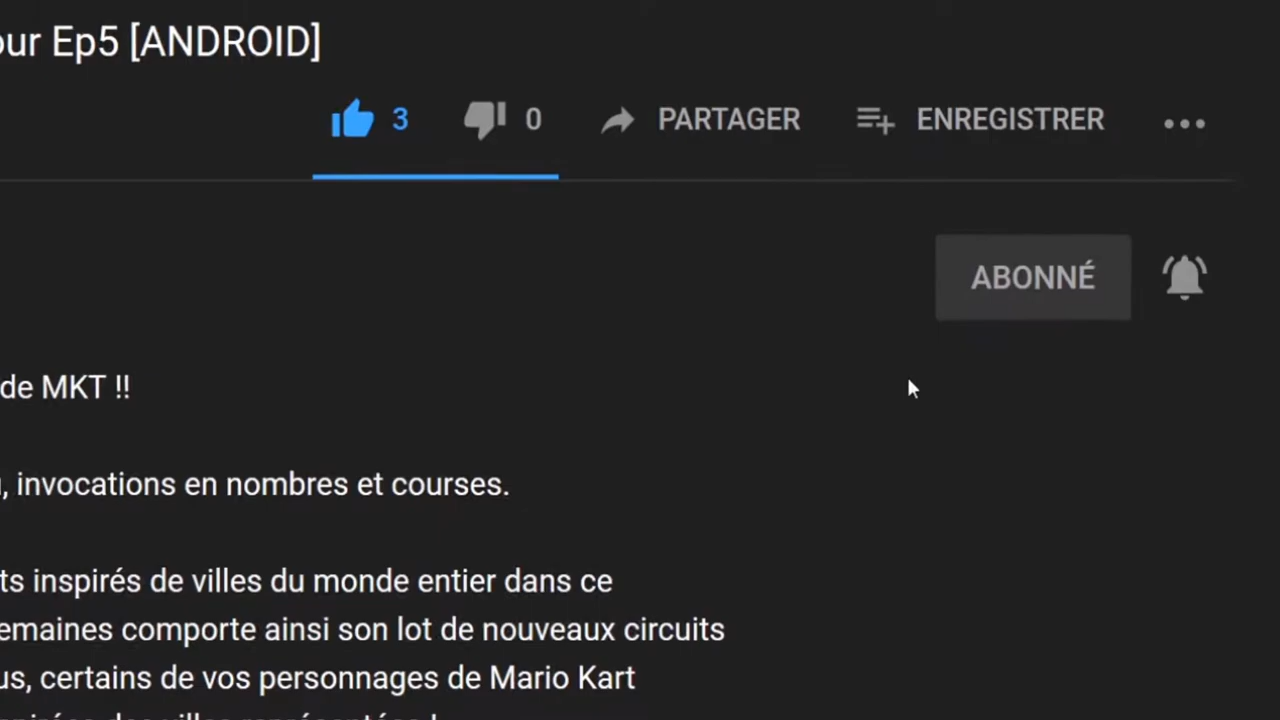 our Ep5 [ANDROID]
3 0 PARTAGER ENREGISTRER
ABONNÉ
de MKT !!
, invocations en nombres et courses.
ts inspirés de villes du monde entier dans ce
emaines comporte ainsi son lot de nouveaux circuits
us, certains de vos personnages de Mario Kart